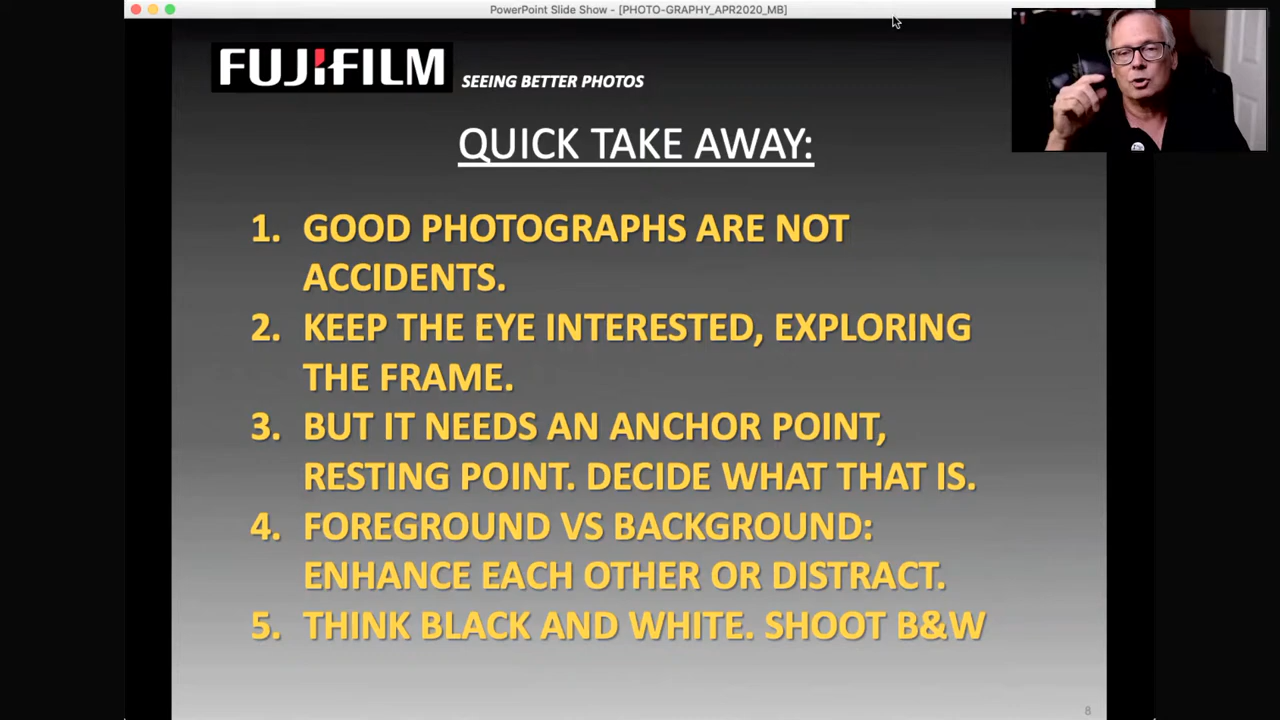 PowerPoint Slide Show - [PHOTO-GRAPHY_APR2020_MB]
FUJIFILM SEEING BETTER PHOTOS
QUICK TAKE AWAY:
1. GOOD PHOTOGRAPHS ARE NOT
ACCIDENTS.
2. KEEP THE EYE INTERESTED, EXPLORING
THE FRAME.
3. BUT IT NEEDS AN ANCHOR POINT,
RESTING POINT. DECIDE WHAT THAT IS.
4. FOREGROUND VS BACKGROUND:
ENHANCE EACH OTHER OR DISTRACT.
5. THINK BLACK AND WHITE. SHOOT B&W
8